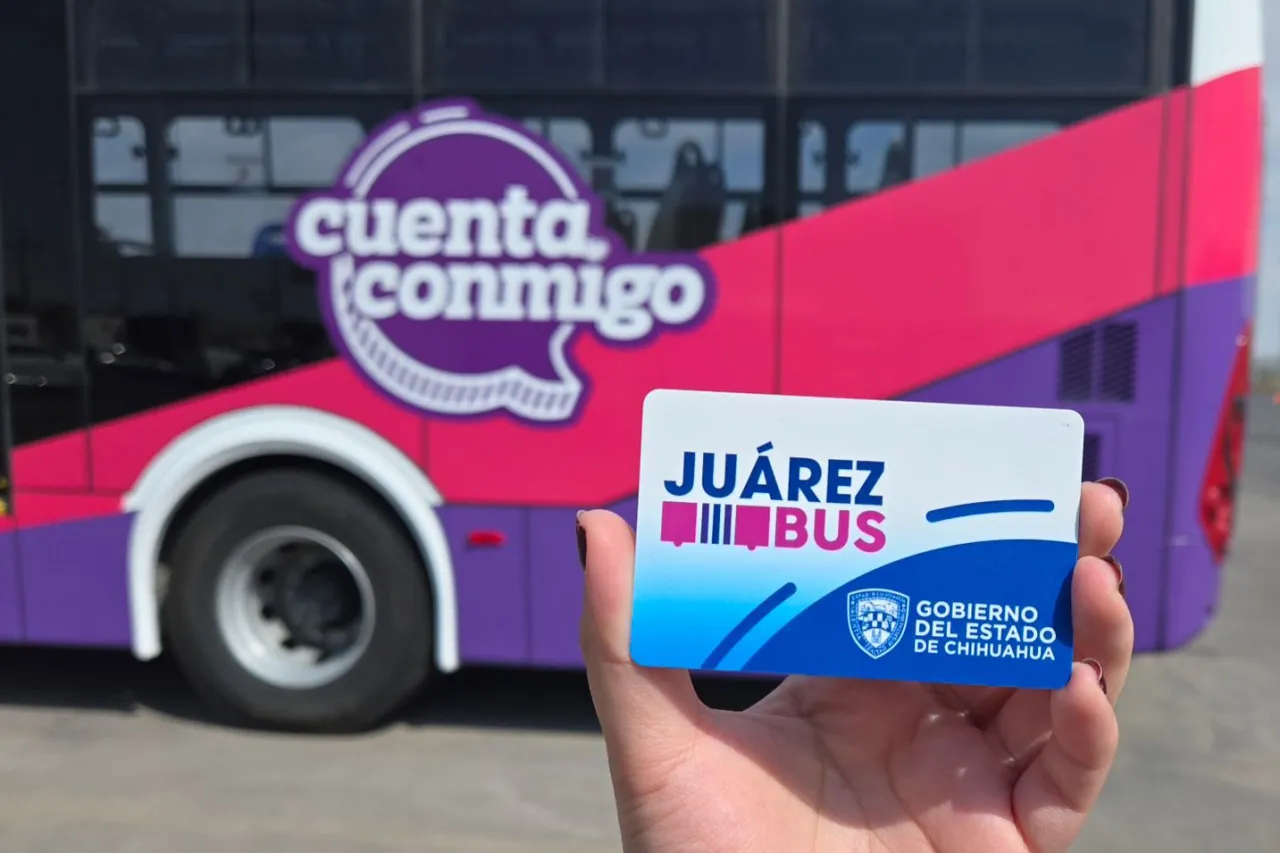 cuenta
conmigo
JUÁREZ
BUS
GOBIERNO
DEL ESTADO
DE CHIHUAHUA